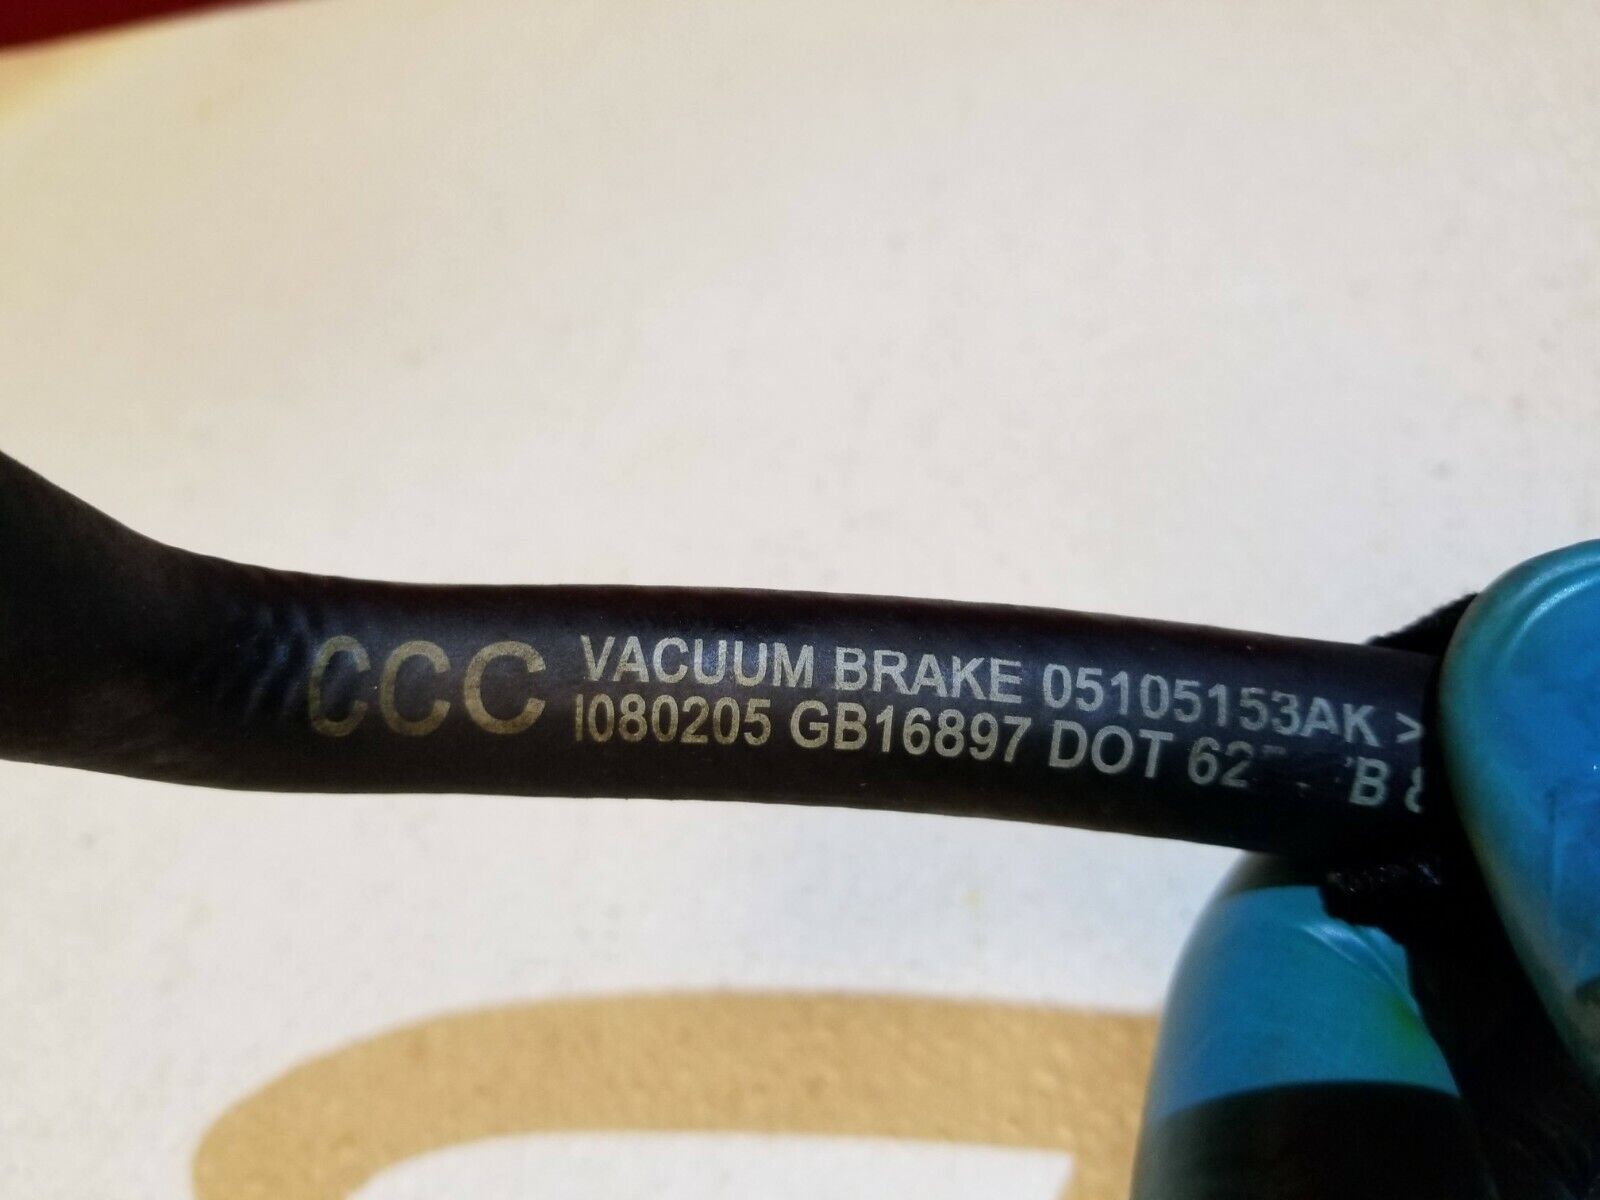 CCC
VACUUM BRAKE 05105153AK >
I080205 GB16897 DOT